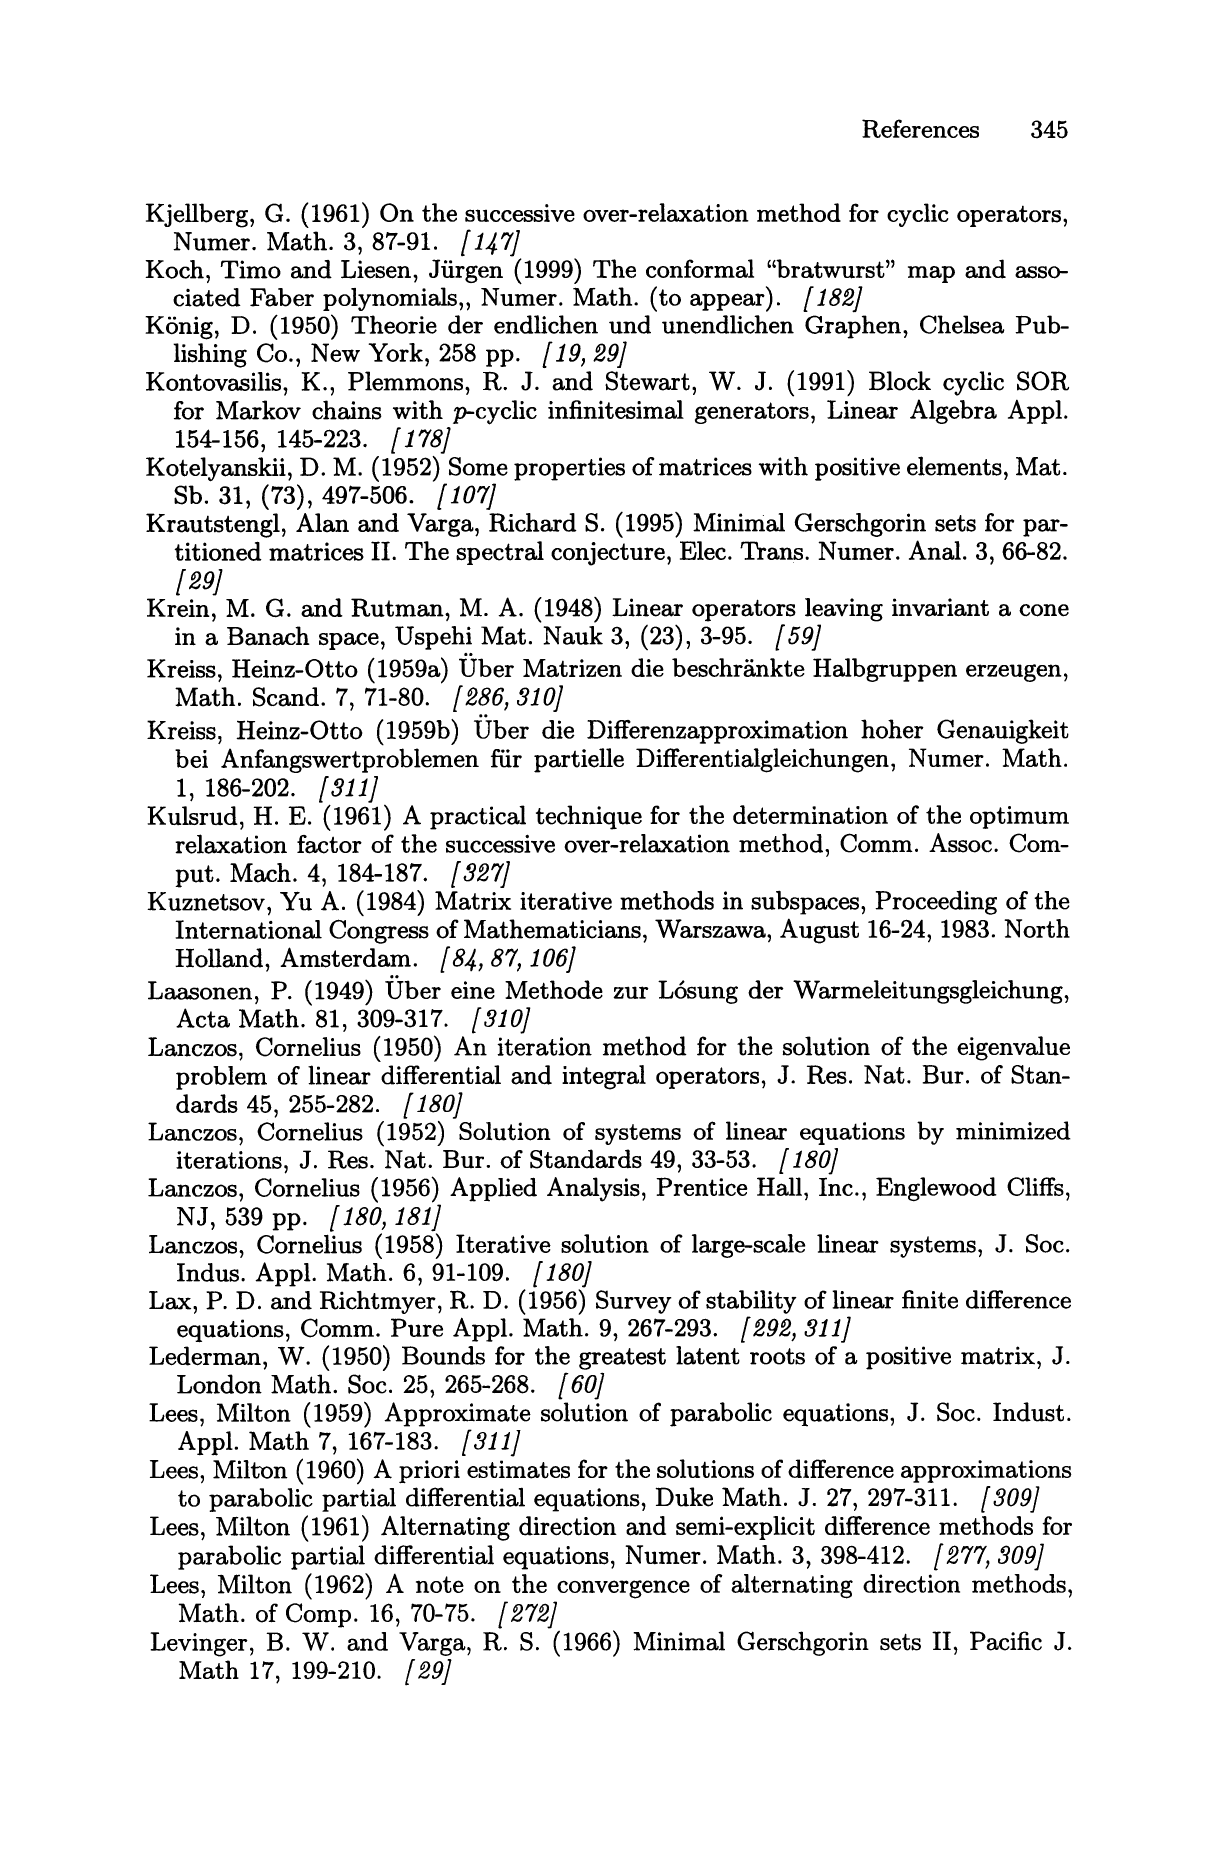 References 345
Kjellberg, G. (1961) On the successive over-relaxation method for cyclic operators,
Numer. Math. 3, 87-91. [147]
Koch, Timo and Liesen, Jürgen (1999) The conformal “bratwurst” map and asso-
ciated Faber polynomials,, Numer. Math. (to appear). [182]
König, D. (1950) Theorie der endlichen und unendlichen Graphen, Chelsea Pub-
lishing Co., New York, 258 pp. [19, 29]
Kontovasilis, K., Plemmons, R. J. and Stewart, W. J. (1991) Block cyclic SOR
for Markov chains with p-cyclic infinitesimal generators, Linear Algebra Appl.
154-156, 145-223. [178]
Kotelyanskii, D. M. (1952) Some properties of matrices with positive elements, Mat.
Sb. 31, (73), 497-506. [107]
Krautstengl, Alan and Varga, Richard S. (1995) Minimal Gerschgorin sets for par-
titioned matrices II. The spectral conjecture, Elec. Trans. Numer. Anal. 3, 66-82.
[29]
Krein, M. G. and Rutman, M. A. (1948) Linear operators leaving invariant a cone
in a Banach space, Uspehi Mat. Nauk 3, (23), 3-95. [59]
Kreiss, Heinz-Otto (1959a) Über Matrizen die beschränkte Halbgruppen erzeugen,
Math. Scand. 7, 71-80. [286, 310]
Kreiss, Heinz-Otto (1959b) Über die Differenzapproximation hoher Genauigkeit
bei Anfangswertproblemen für partielle Differentialgleichungen, Numer. Math.
1, 186-202. [311]
Kulsrud, H. E. (1961) A practical technique for the determination of the optimum
relaxation factor of the successive over-relaxation method, Comm. Assoc. Com-
put. Mach. 4, 184-187. [327]
Kuznetsov, Yu A. (1984) Matrix iterative methods in subspaces, Proceeding of the
International Congress of Mathematicians, Warszawa, August 16-24, 1983. North
Holland, Amsterdam. [84, 87, 106]
Laasonen, P. (1949) Über eine Methode zur Lósung der Warmeleitungsgleichung,
Acta Math. 81, 309-317. [310]
Lanczos, Cornelius (1950) An iteration method for the solution of the eigenvalue
problem of linear differential and integral operators, J. Res. Nat. Bur. of Stan-
dards 45, 255-282. [180]
Lanczos, Cornelius (1952) Solution of systems of linear equations by minimized
iterations, J. Res. Nat. Bur. of Standards 49, 33-53. [180]
Lanczos, Cornelius (1956) Applied Analysis, Prentice Hall, Inc., Englewood Cliffs,
NJ, 539 pp. [180, 181]
Lanczos, Cornelius (1958) Iterative solution of large-scale linear systems, J. Soc.
Indus. Appl. Math. 6, 91-109. [180]
Lax, P. D. and Richtmyer, R. D. (1956) Survey of stability of linear finite difference
equations, Comm. Pure Appl. Math. 9, 267-293. [292, 311]
Lederman, W. (1950) Bounds for the greatest latent roots of a positive matrix, J.
London Math. Soc. 25, 265-268. [60]
Lees, Milton (1959) Approximate solution of parabolic equations, J. Soc. Indust.
Appl. Math 7, 167-183. [311]
Lees, Milton (1960) A priori estimates for the solutions of difference approximations
to parabolic partial differential equations, Duke Math. J. 27, 297-311. [309]
Lees, Milton (1961) Alternating direction and semi-explicit difference methods for
parabolic partial differential equations, Numer. Math. 3, 398-412. [277, 309]
Lees, Milton (1962) A note on the convergence of alternating direction methods,
Math. of Comp. 16, 70-75. [272]
Levinger, B. W. and Varga, R. S. (1966) Minimal Gerschgorin sets II, Pacific J.
Math 17, 199-210. [29]